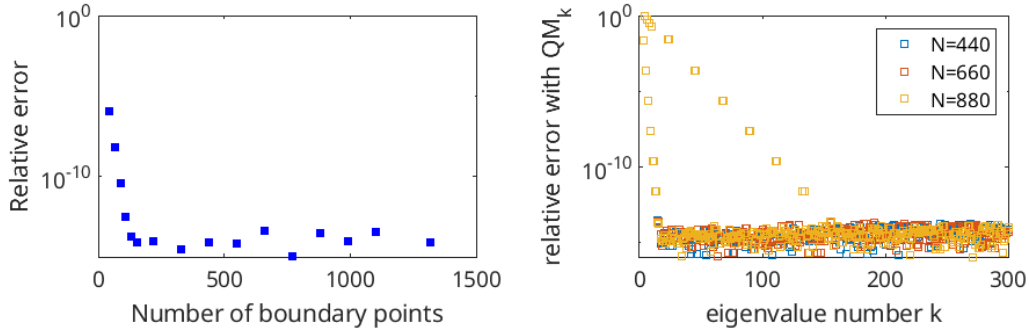 10^0
10^-10
Relative error
0
500
1000
1500
Number of boundary points
10^0
10^-10
relative error with QM_k
0
100
200
300
eigenvalue number k
N=440
N=660
N=880